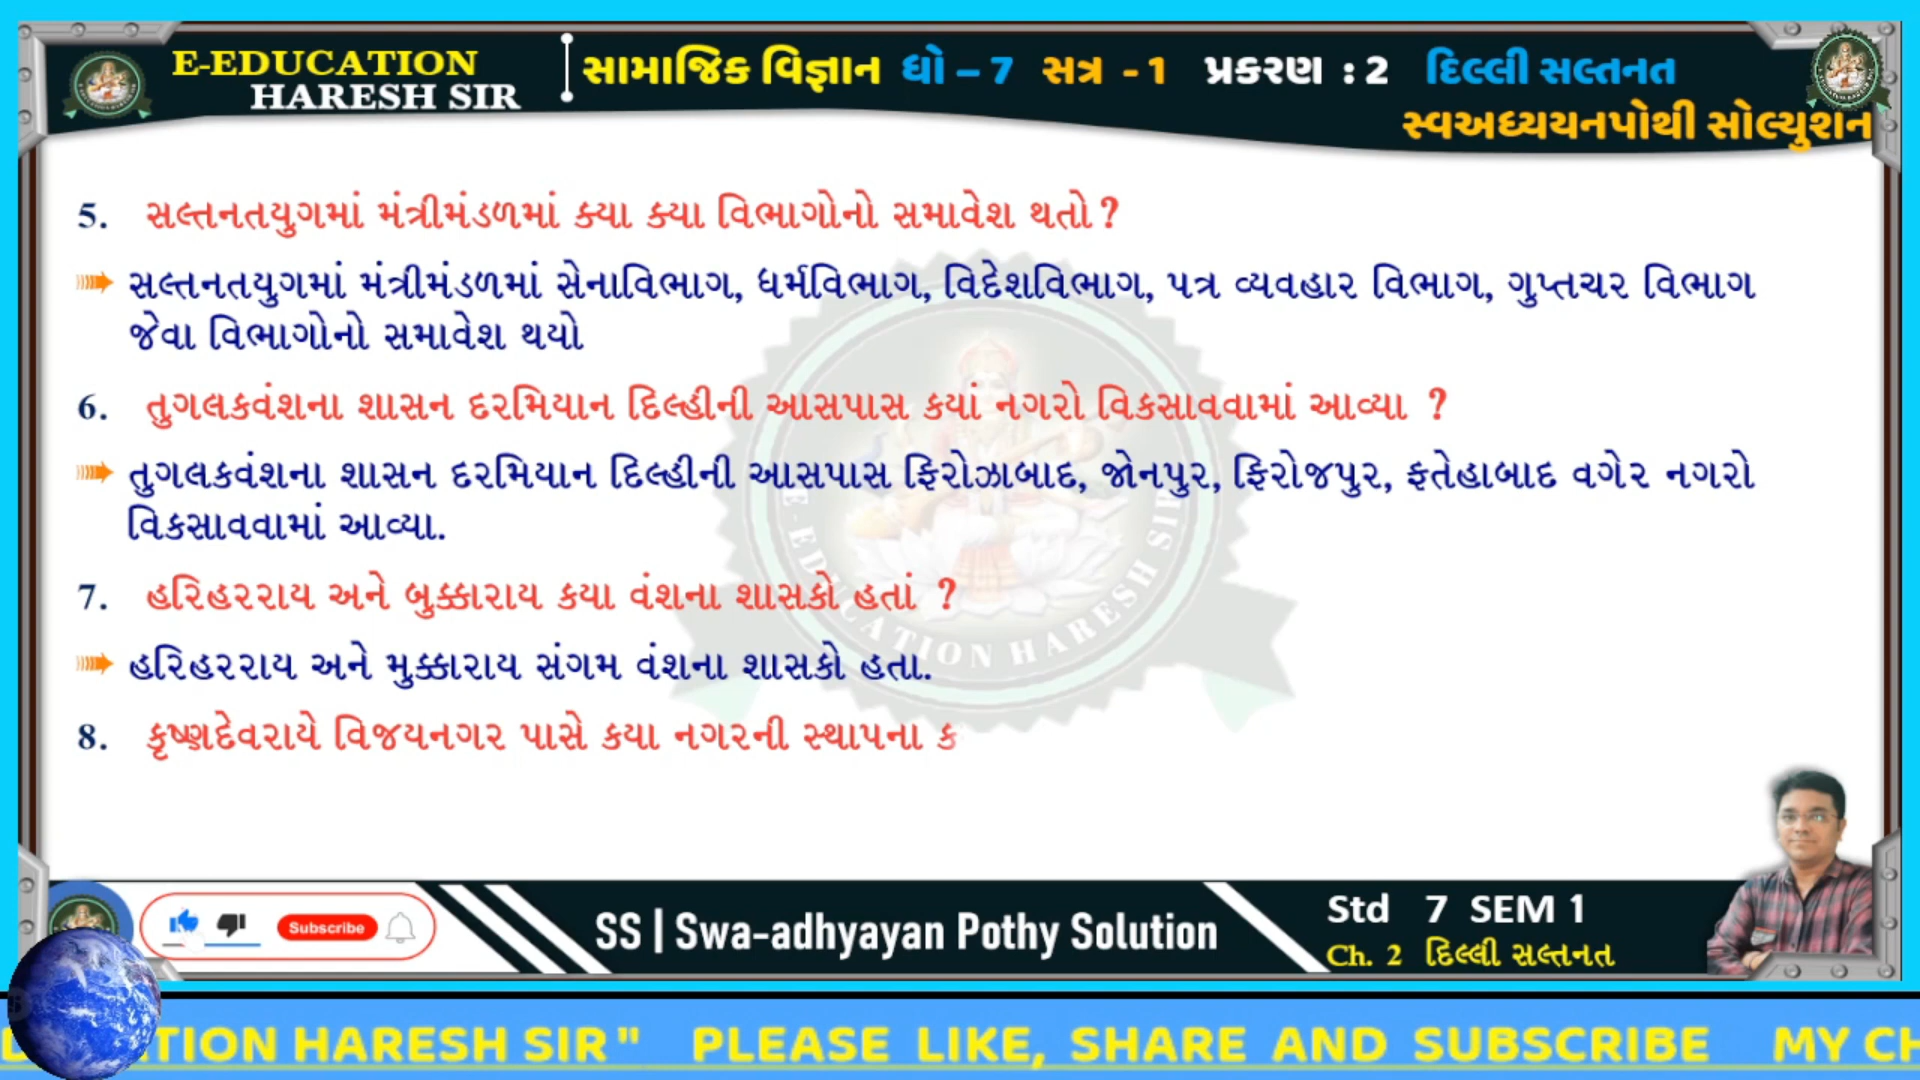 E-EDUCATION
HARESH SIR
સામાજિક વિજ્ઞાન ધો – 7 સત્ર - 1 પ્રકરણ : 2 દિલ્લી સલ્તનત
સ્વઅધ્યયનપોથી સોલ્યુશન
5. સલ્તનતયુગમાં મંત્રીમંડળમાં ક્યા ક્યા વિભાગોનો સમાવેશ થતો ?
સલ્તનતયુગમાં મંત્રીમંડળમાં સેનાવિભાગ, ધર્મવિભાગ, વિદેશવિભાગ, પત્ર વ્યવહાર વિભાગ, ગુપ્તચર વિભાગ
જેવા વિભાગોનો સમાવેશ થયો
6. તુગલકવંશના શાસન દરમિયાન દિલ્હીની આસપાસ કયાં નગરો વિકસાવવામાં આવ્યા ?
તુગલકવંશના શાસન દરમિયાન દિલ્હીની આસપાસ ફિરોઝાબાદ, જોનપુર, ફિરોજપુર, ફતેહાબાદ વગેર નગરો
વિકસાવવામાં આવ્યા.
7. હરિહરરાય અને બુક્કારાય કયા વંશના શાસકો હતાં ?
હરિહરરાય અને મુક્કારાય સંગમ વંશના શાસકો હતા.
8. કૃષ્ણદેવરાયે વિજયનગર પાસે કયા નગરની સ્થાપના ક
E-EDUCATION HARESH SIR
Subscribe
SS | Swa-adhyayan Pothy Solution
Std 7 SEM 1
Ch. 2 દિલ્લી સલ્તનત
TION HARESH SIR" PLEASE LIKE, SHARE AND SUBSCRIBE MY CH